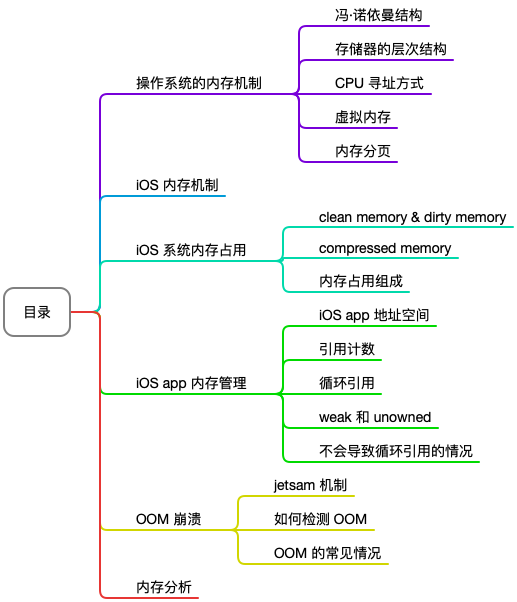 目录
操作系统的内存机制
冯·诺依曼结构
存储器的层次结构
CPU 寻址方式
虚拟内存
内存分页
iOS 内存机制
iOS 系统内存占用
clean memory & dirty memory
compressed memory
内存占用组成
iOS app 内存管理
iOS app 地址空间
引用计数
循环引用
weak 和 unowned
不会导致循环引用的情况
OOM 崩溃
jetsam 机制
如何检测 OOM
OOM 的常见情况
内存分析